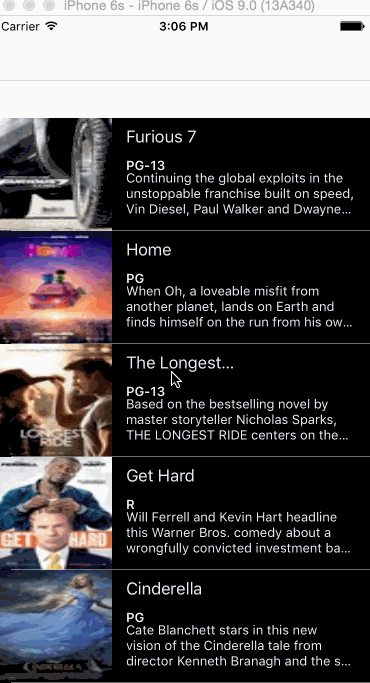 iPhone 6s - iPhone 6s / iOS 9.0 (13A340)
Carrier 3:06 PM
Furious 7
PG-13
Continuing the global exploits in the
unstoppable franchise built on speed,
Vin Diesel, Paul Walker and Dwayne...
Home
PG
When Oh, a loveable misfit from
another planet, lands on Earth and
finds himself on the run from his ow...
The Longest...
PG-13
Based on the bestselling novel by
master storyteller Nicholas Sparks,
THE LONGEST RIDE centers on the...
LONGEST
RIDE
Get Hard
R
Will Ferrell and Kevin Hart headline
this Warner Bros. comedy about a
wrongfully convicted investment ba...
FERRELL HART
GET HARD
Cinderella
PG
Cate Blanchett stars in this new
vision of the Cinderella tale from
director Kenneth Branagh and the s...